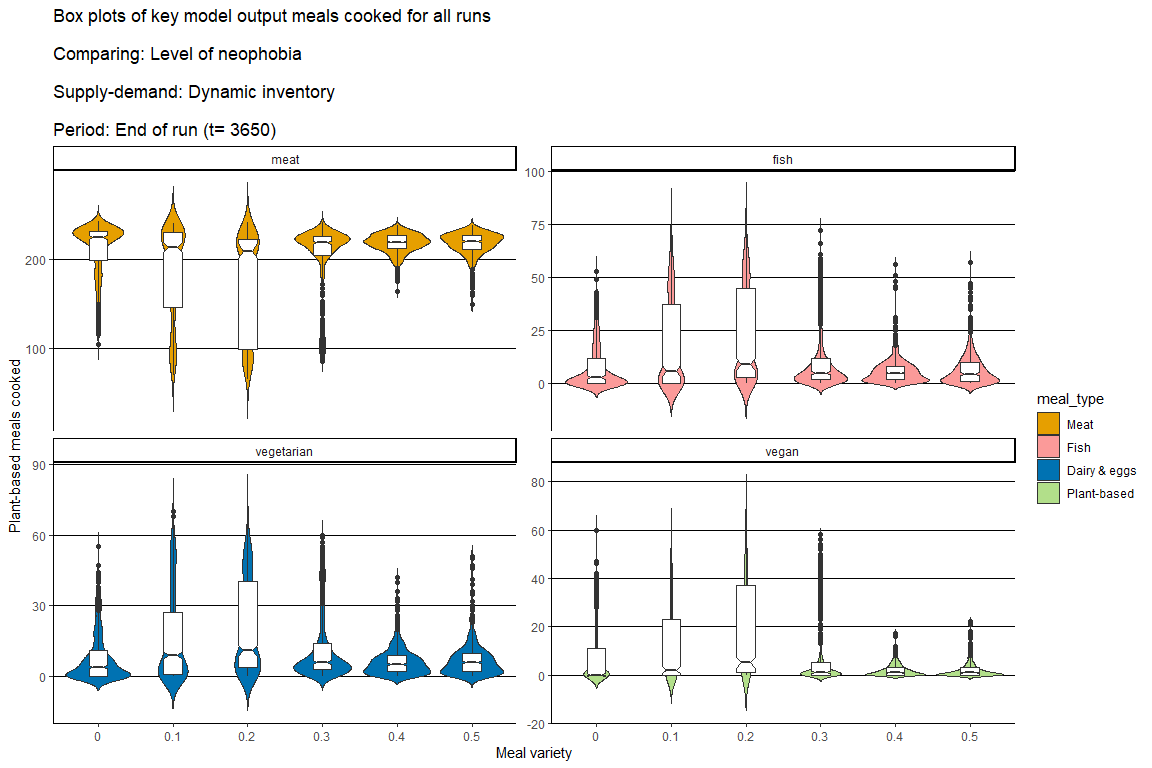 Box plots of key model output meals cooked for all runs
Comparing: Level of neophobia
Supply-demand: Dynamic inventory
Period: End of run (t= 3650)
meat
fish
200
100
100
75
50
25
0
vegetarian
vegan
90
60
30
0
80
60
40
20
0
-20
0 0.1 0.2 0.3 0.4 0.5
0 0.1 0.2 0.3 0.4 0.5
Meal variety
Plant-based meals cooked
meal_type
Meat
Fish
Dairy & eggs
Plant-based